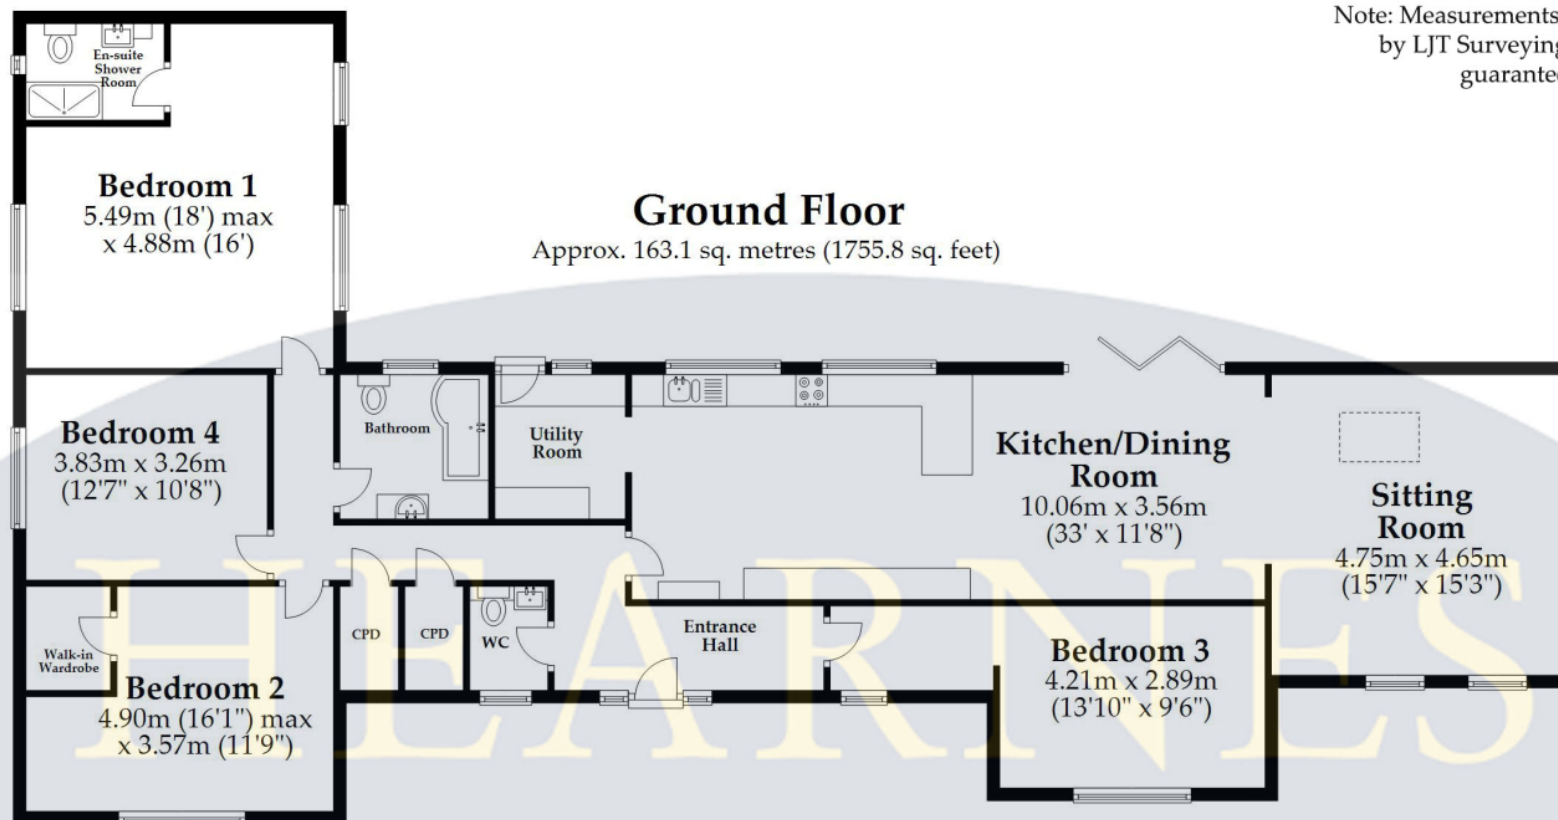 Note: Measurements
by LJT Surveying
En-suite
Shower
Room
Bedroom 1
5.49m (18') max
x 4.88m (16')
Ground Floor
Approx. 163.1 sq. metres (1755.8 sq. feet)
Bedroom 4
3.83m x 3.26m
(12'7" x 10'8")
Bathroom
Utility
Room
Kitchen/Dining
Room
10.06m x 3.56m
(33' x 11'8")
Sitting
Room
4.75m x 4.65m
(15'7" x 15'3")
Walk-in
Wardrobe
Bedroom 2
4.90m (16'1") max
x 3.57m (11'9")
CPD
CPD
WC
Entrance
Hall
Bedroom 3
4.21m x 2.89m
(13'10" x 9'6")
HEARNES